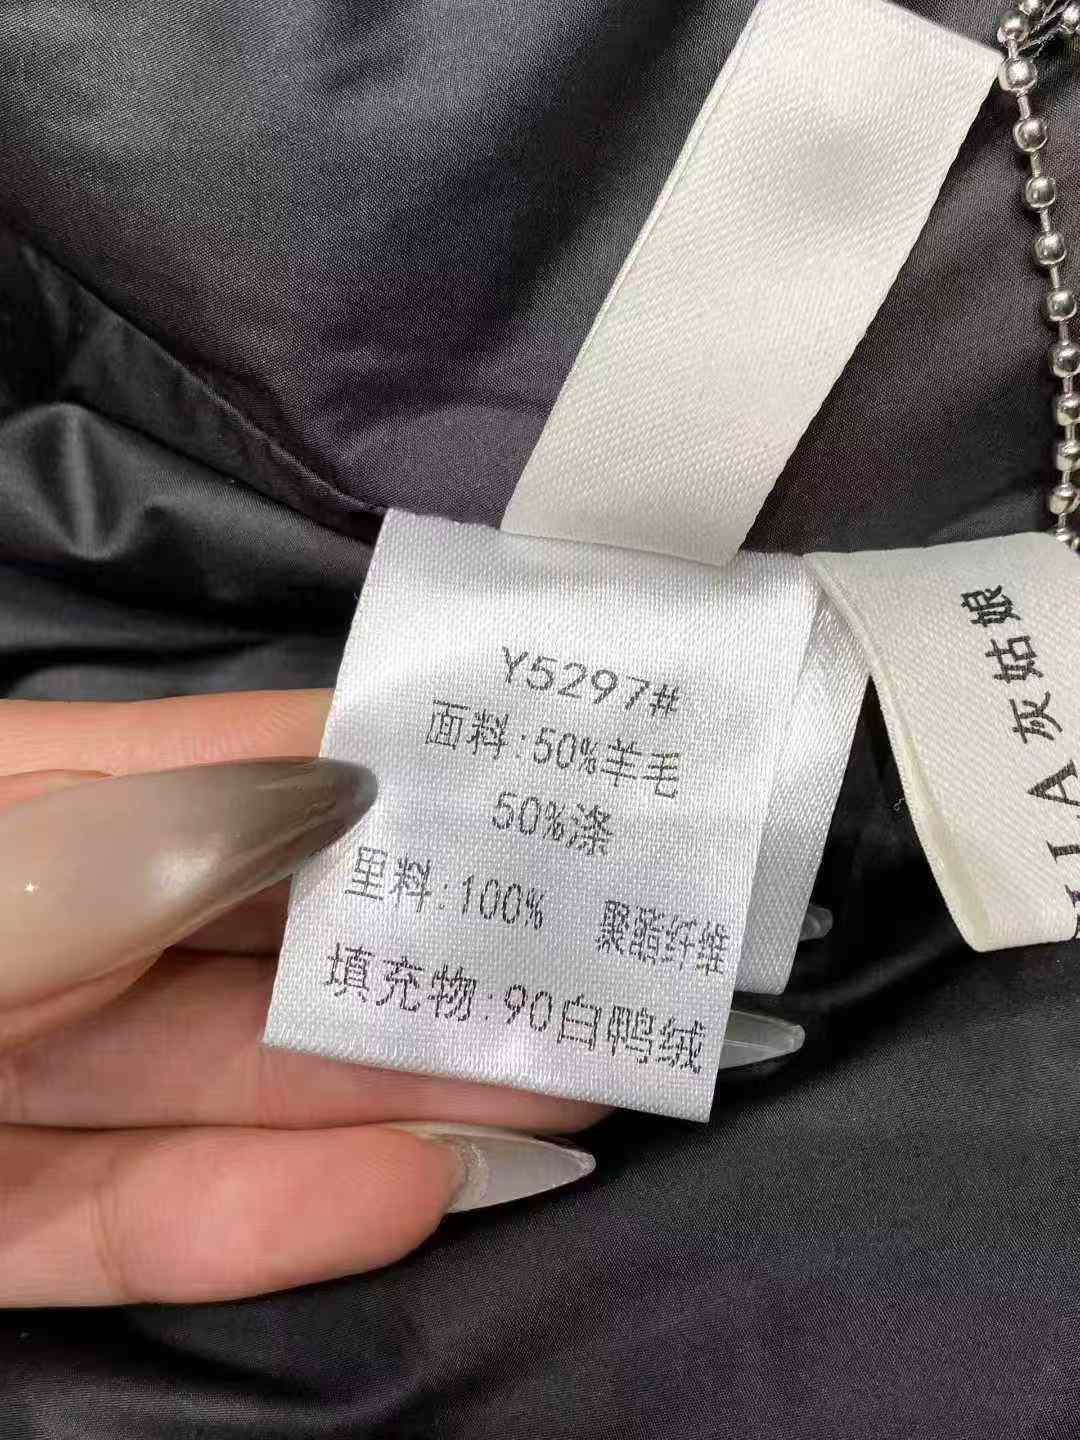 Y5297#
面料:50%羊毛
50%涤
里料:100% 聚酯纤维
填充物:90白鸭绒
灰姑娘